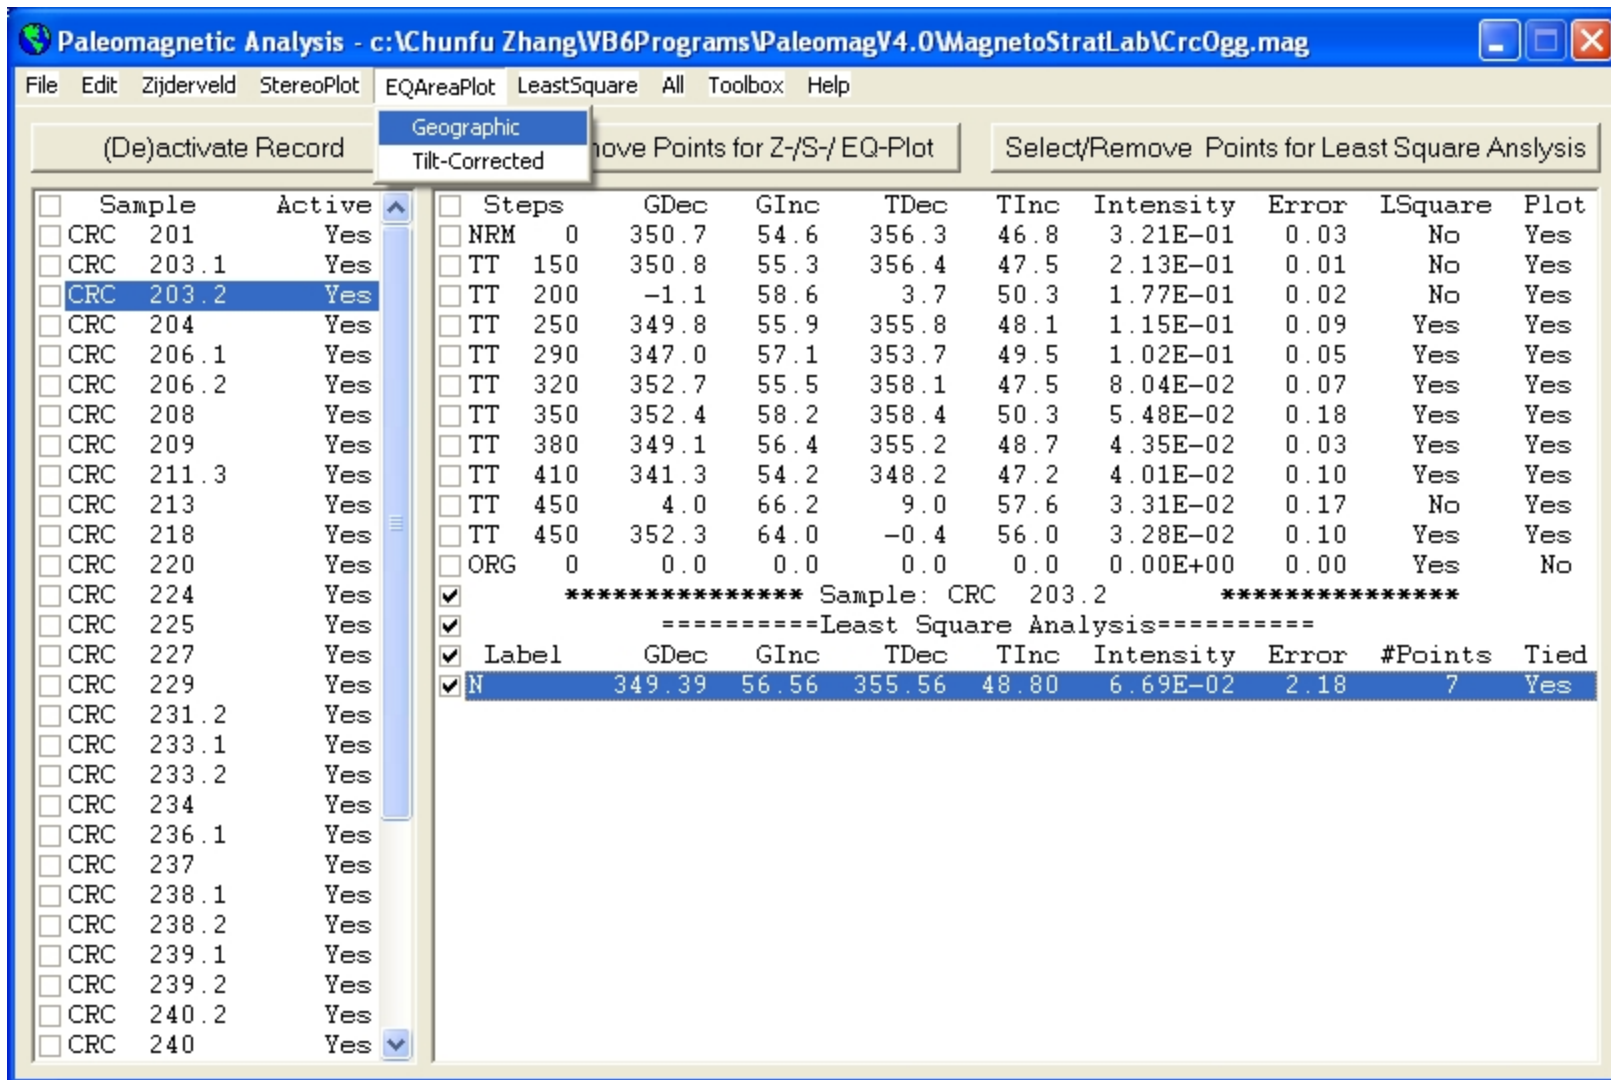 Paleomagnetic Analysis - c:\Chunfu Zhang\VB6Programs\PaleomagV4.0\MagnetoStratLab\CrcOgg.mag
File Edit Zijderveld StereoPlot EQAreaPlot LeastSquare All Toolbox Help
Geographic
Tilt-Corrected
(De)activate Record
Points for Z-/S-/ EQ-Plot
Select/Remove Points for Least Square Anslysis
Sample Active
CRC 201 Yes
CRC 203.1 Yes
CRC 203.2 Yes
CRC 204 Yes
CRC 206.1 Yes
CRC 206.2 Yes
CRC 208 Yes
CRC 209 Yes
CRC 211.3 Yes
CRC 213 Yes
CRC 218 Yes
CRC 220 Yes
CRC 224 Yes
CRC 225 Yes
CRC 227 Yes
CRC 229 Yes
CRC 231.2 Yes
CRC 233.1 Yes
CRC 233.2 Yes
CRC 234 Yes
CRC 236.1 Yes
CRC 237 Yes
CRC 238.1 Yes
CRC 238.2 Yes
CRC 239.1 Yes
CRC 239.2 Yes
CRC 240.2 Yes
CRC 240 Yes
Steps GDec GInc TDec TInc Intensity Error LSquare Plot
NRM 0 350.7 54.6 356.3 46.8 3.21E-01 0.03 No Yes
TT 150 350.8 55.3 356.4 47.5 2.13E-01 0.01 No Yes
TT 200 -1.1 58.6 3.7 50.3 1.77E-01 0.02 No Yes
TT 250 349.8 55.9 355.8 48.1 1.15E-01 0.09 Yes Yes
TT 290 347.0 57.1 353.7 49.5 1.02E-01 0.05 Yes Yes
TT 320 352.7 55.5 358.1 47.5 8.04E-02 0.07 Yes Yes
TT 350 352.4 58.2 358.4 50.3 5.48E-02 0.18 Yes Yes
TT 380 349.1 56.4 355.2 48.7 4.35E-02 0.03 Yes Yes
TT 410 341.3 54.2 348.2 47.2 4.01E-02 0.10 Yes Yes
TT 450 4.0 66.2 9.0 57.6 3.31E-02 0.17 No Yes
TT 450 352.3 64.0 -0.4 56.0 3.28E-02 0.10 Yes Yes
ORG 0 0.0 0.0 0.0 0.0 0.00E+00 0.00 Yes No
*************** Sample: CRC 203.2 ***************
==========Least Square Analysis==========
Label GDec GInc TDec TInc Intensity Error #Points Tied
N 349.39 56.56 355.56 48.80 6.69E-02 2.18 7 Yes